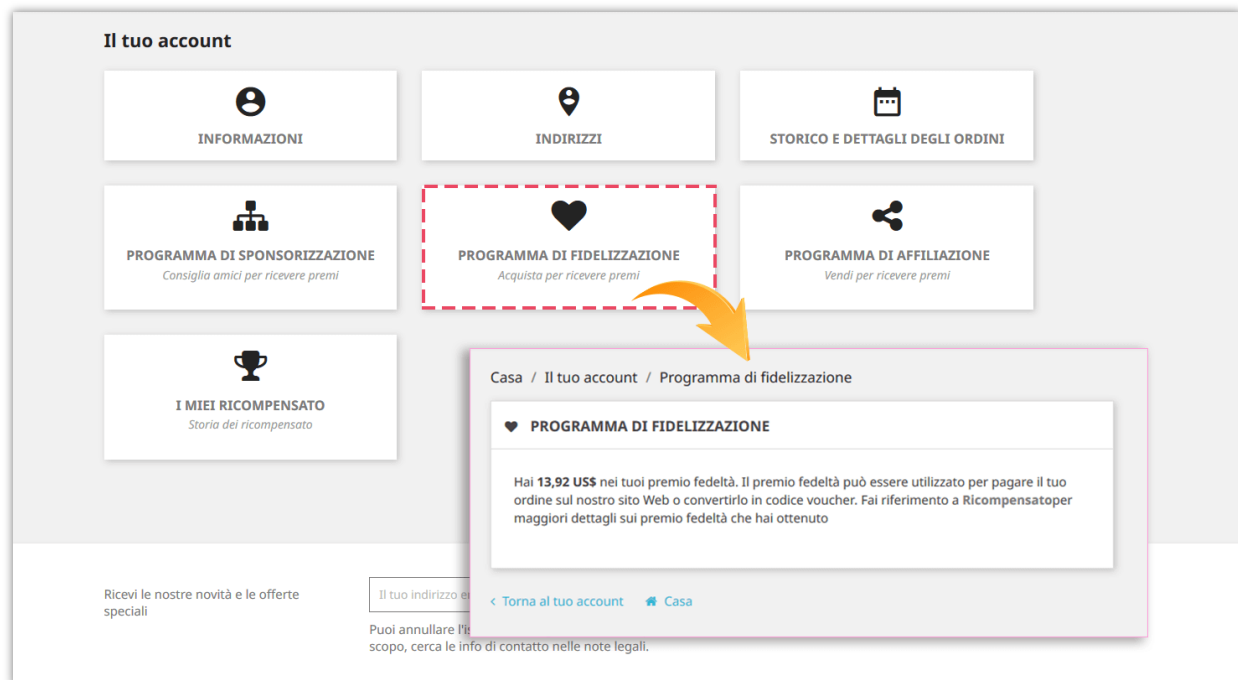 Il tuo account
INFORMAZIONI
INDIRIZZI
STORICO E DETTAGLI DEGLI ORDINI
PROGRAMMA DI SPONSORIZZAZIONE
Consiglia amici per ricevere premi
PROGRAMMA DI FIDELIZZAZIONE
Acquista per ricevere premi
PROGRAMMA DI AFFILIAZIONE
Vendi per ricevere premi
I MIEI RICOMPENSATO
Storia dei ricompensato
Casa / Il tuo account / Programma di fidelizzazione
PROGRAMMA DI FIDELIZZAZIONE
Hai 13,92 US$ nei tuoi premio fedeltà. Il premio fedeltà può essere utilizzato per pagare il tuo
ordine sul nostro sito Web o convertirlo in codice voucher. Fai riferimento a Ricompensatoper
maggiori dettagli sui premio fedeltà che hai ottenuto
< Torna al tuo account Casa
Ricevi le nostre novità e le offerte
speciali
Il tuo indirizzo
Puoi annullare
scopo, cerca le info di contatto nelle note legali.